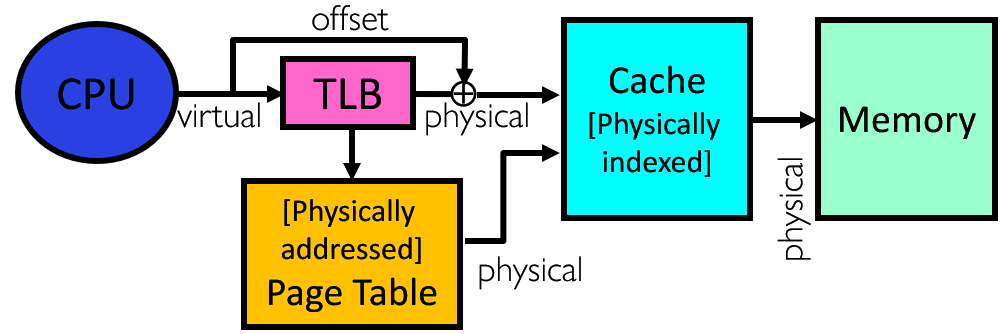 offset
CPU
virtual
TLB
physical
Cache
[Physically
indexed]
physical
Memory
[Physically
addressed]
Page Table
physical